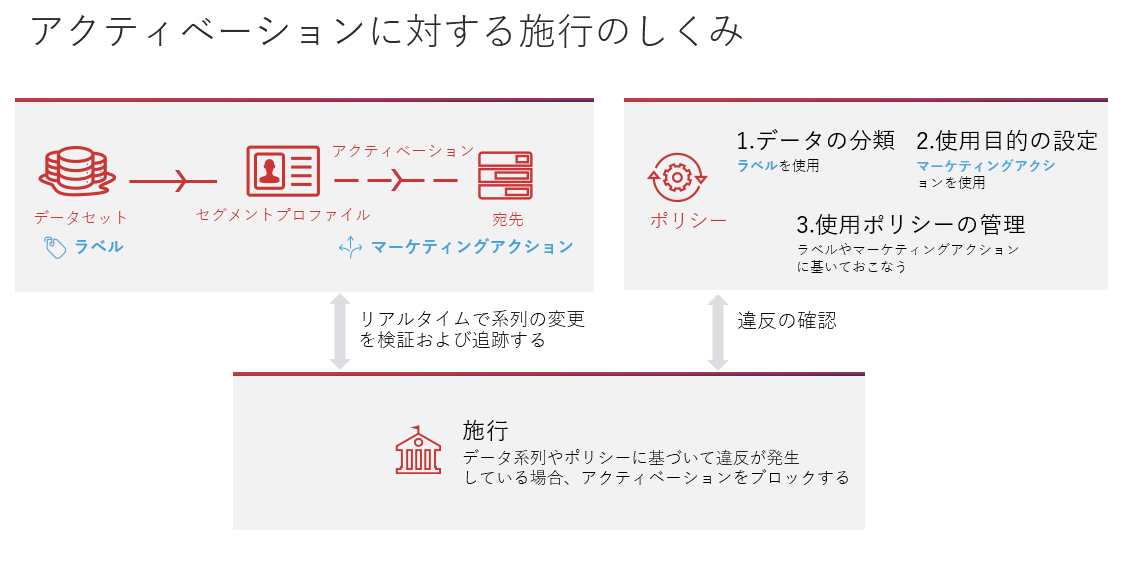 アクティベーションに対する施行のしくみ
アクティベーション
データセット
セグメントプロファイル
宛先
ラベル
マーケティングアクション
ポリシー
1.データの分類
ラベルを使用
2.使用目的の設定
マーケティングアクシ
ョンを使用
3.使用ポリシーの管理
ラベルやマーケティングアクション
に基いておこなう
リアルタイムで系列の変更
を検証および追跡する
違反の確認
施行
データ系列やポリシーに基づいて違反が発生
している場合、アクティベーションをブロックする